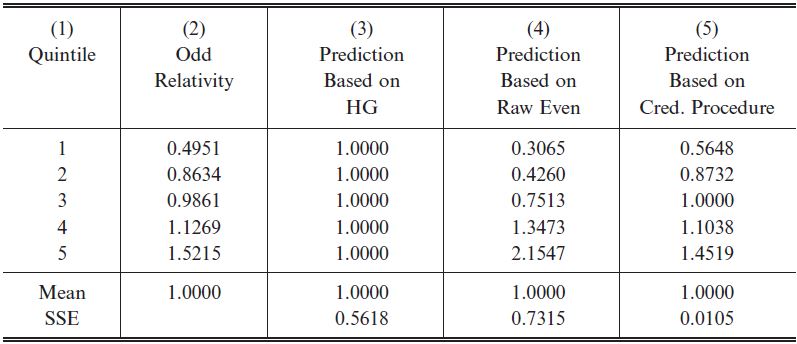 (1) (2) (3) (4) (5)
Quintile Odd Prediction Prediction Prediction
Relativity Based on Based on Based on
HG Raw Even Cred. Procedure
1 0.4951 1.0000 0.3065 0.5648
2 0.8634 1.0000 0.4260 0.8732
3 0.9861 1.0000 0.7513 1.0000
4 1.1269 1.0000 1.3473 1.1038
5 1.5215 1.0000 2.1547 1.4519
Mean 1.0000 1.0000 1.0000 1.0000
SSE 0.5618 0.7315 0.0105